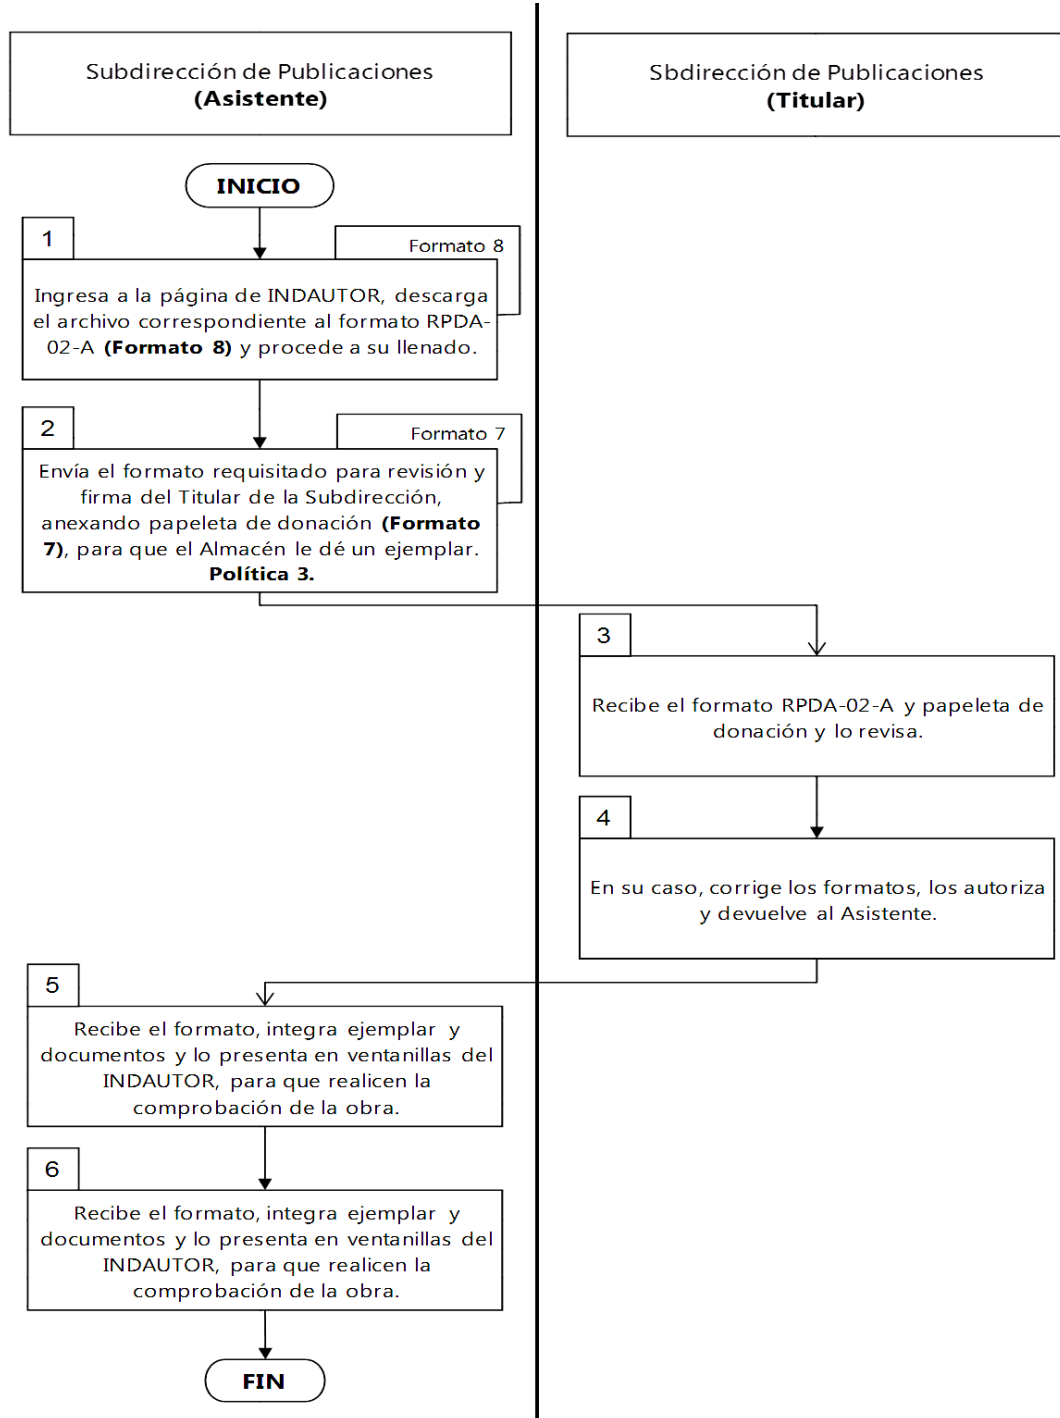 Subdirección de Publicaciones
(Asistente)
Sbdirección de Publicaciones
(Titular)
INICIO
1
Formato 8
Ingresa a la página de INDAUTOR, descarga
el archivo correspondiente al formato RPDA-
02-A (Formato 8) y procede a su llenado.
2
Formato 7
Envía el formato requisitado para revisión y
firma del Titular de la Subdirección,
anexando papeleta de donación (Formato
7), para que el Almacén le dé un ejemplar.
Política 3.
3
Recibe el formato RPDA-02-A y papeleta de
donación y lo revisa.
4
En su caso, corrige los formatos, los autoriza
y devuelve al Asistente.
5
Recibe el formato, integra ejemplar y
documentos y lo presenta en ventanillas del
INDAUTOR, para que realicen la
comprobación de la obra.
6
Recibe el formato, integra ejemplar y
documentos y lo presenta en ventanillas del
INDAUTOR, para que realicen la
comprobación de la obra.
FIN